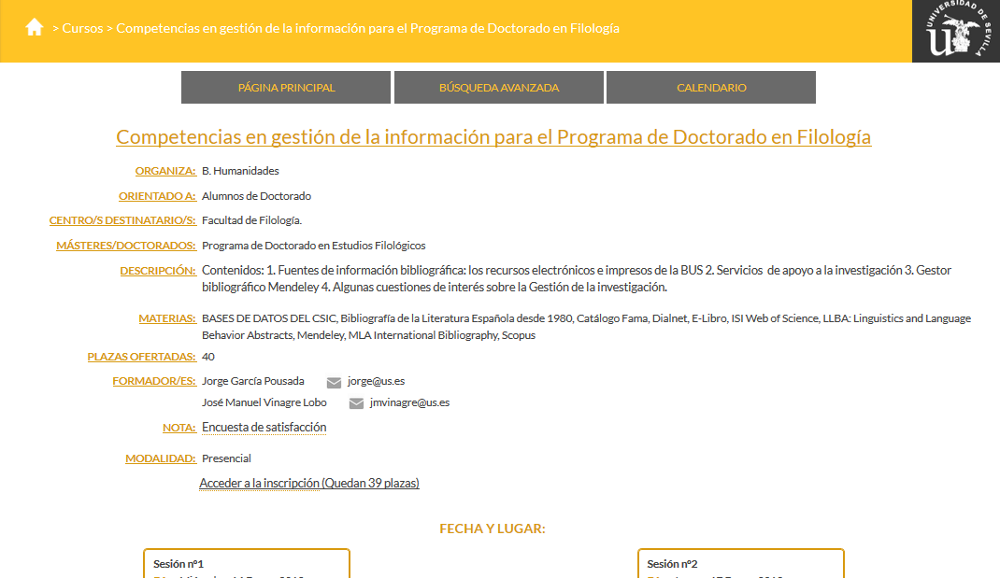 > Cursos > Competencias en gestión de la información para el Programa de Doctorado en Filología
UNIVERSIDAD DE SEVILLA
PÁGINA PRINCIPAL
BÚSQUEDA AVANZADA
CALENDARIO
Competencias en gestión de la información para el Programa de Doctorado en Filología
ORGANIZA: B. Humanidades
ORIENTADO A: Alumnos de Doctorado
CENTRO/S DESTINATARIO/S: Facultad de Filología.
MÁSTERES/DOCTORADOS: Programa de Doctorado en Estudios Filológicos
DESCRIPCIÓN: Contenidos: 1. Fuentes de información bibliográfica: los recursos electrónicos e impresos de la BUS 2. Servicios de apoyo a la investigación 3. Gestor
bibliográfico Mendeley 4. Algunas cuestiones de interés sobre la Gestión de la investigación.
MATERIAS: BASES DE DATOS DEL CSIC, Bibliografía de la Literatura Española desde 1980, Catálogo Fama, Dialnet, E-Libro, ISI Web of Science, LLBA: Linguistics and Language
Behavior Abstracts, Mendeley, MLA International Bibliography, Scopus
PLAZAS OFERTADAS: 40
FORMADOR/ES: Jorge García Pousada jorge@us.es
José Manuel Vinagre Lobo jmvinagre@us.es
NOTA: Encuesta de satisfacción
MODALIDAD: Presencial
Acceder a la inscripción (Quedan 39 plazas)
FECHA Y LUGAR:
Sesión nº1
Sesión nº2